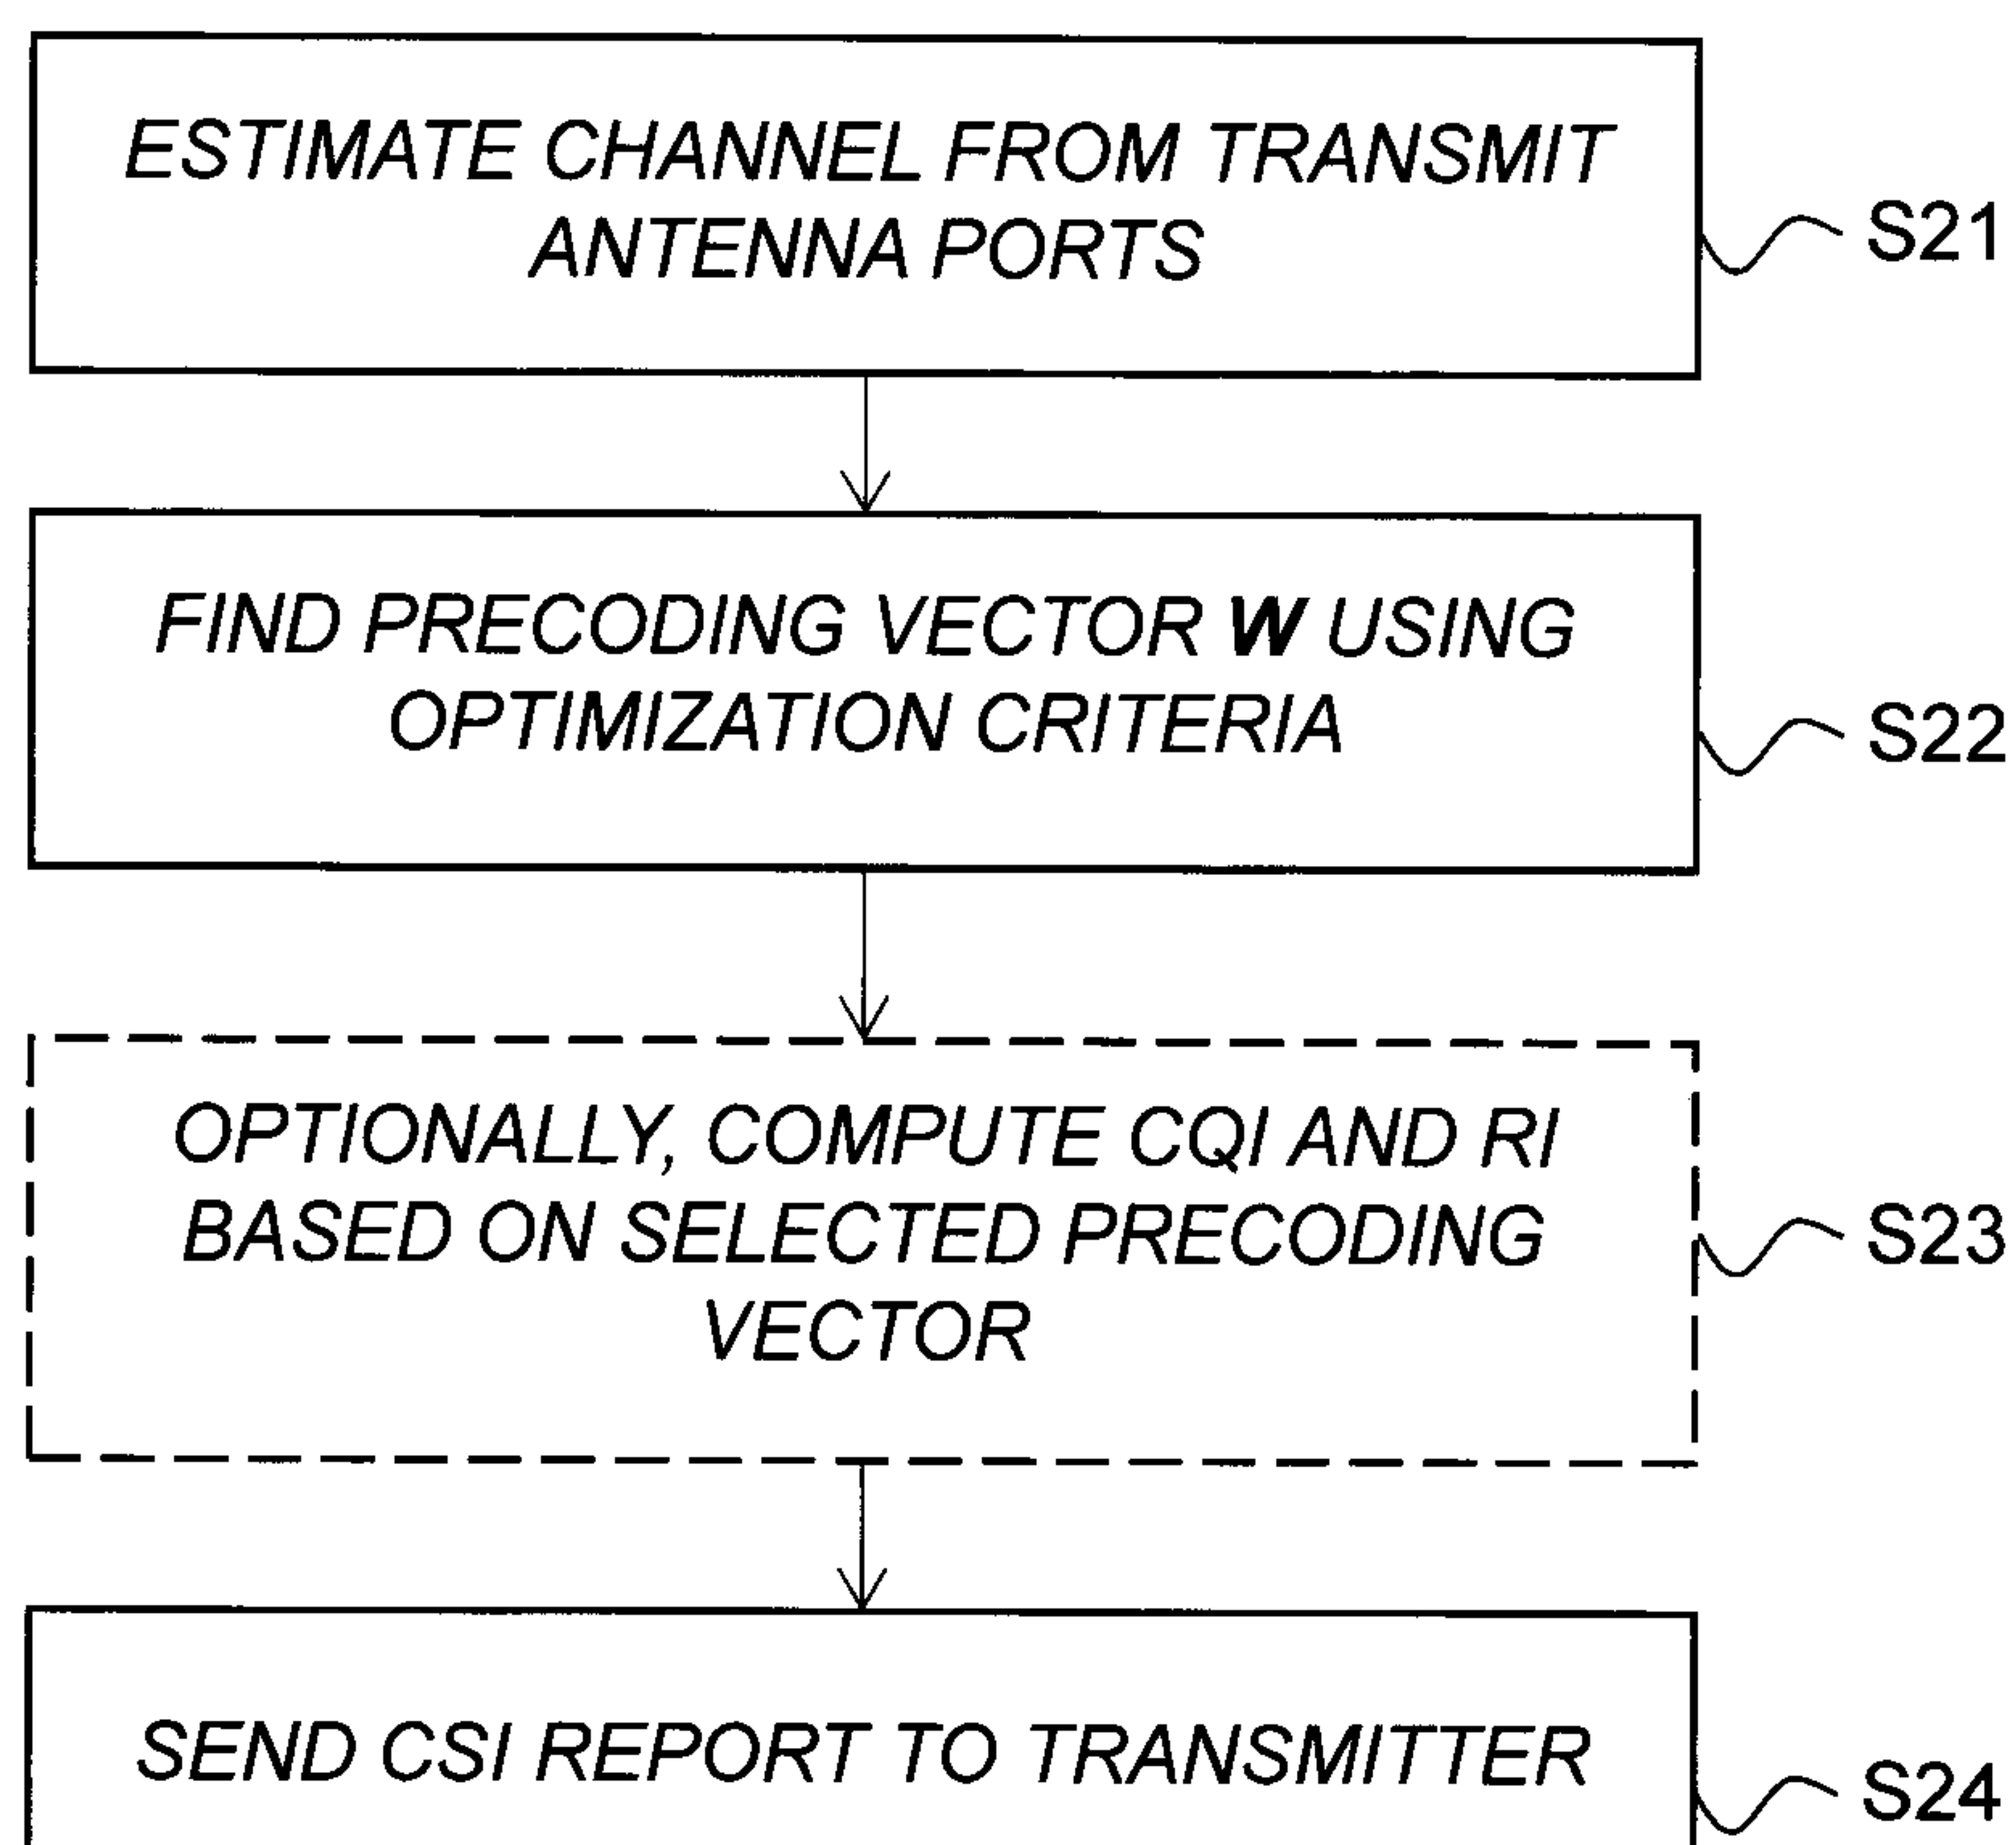 ESTIMATE CHANNEL FROM TRANSMIT
ANTENNA PORTS
S21
FIND PRECODING VECTOR W USING
OPTIMIZATION CRITERIA
S22
OPTIONALLY, COMPUTE CQI AND RI
BASED ON SELECTED PRECODING
VECTOR
S23
SEND CSI REPORT TO TRANSMITTER
S24